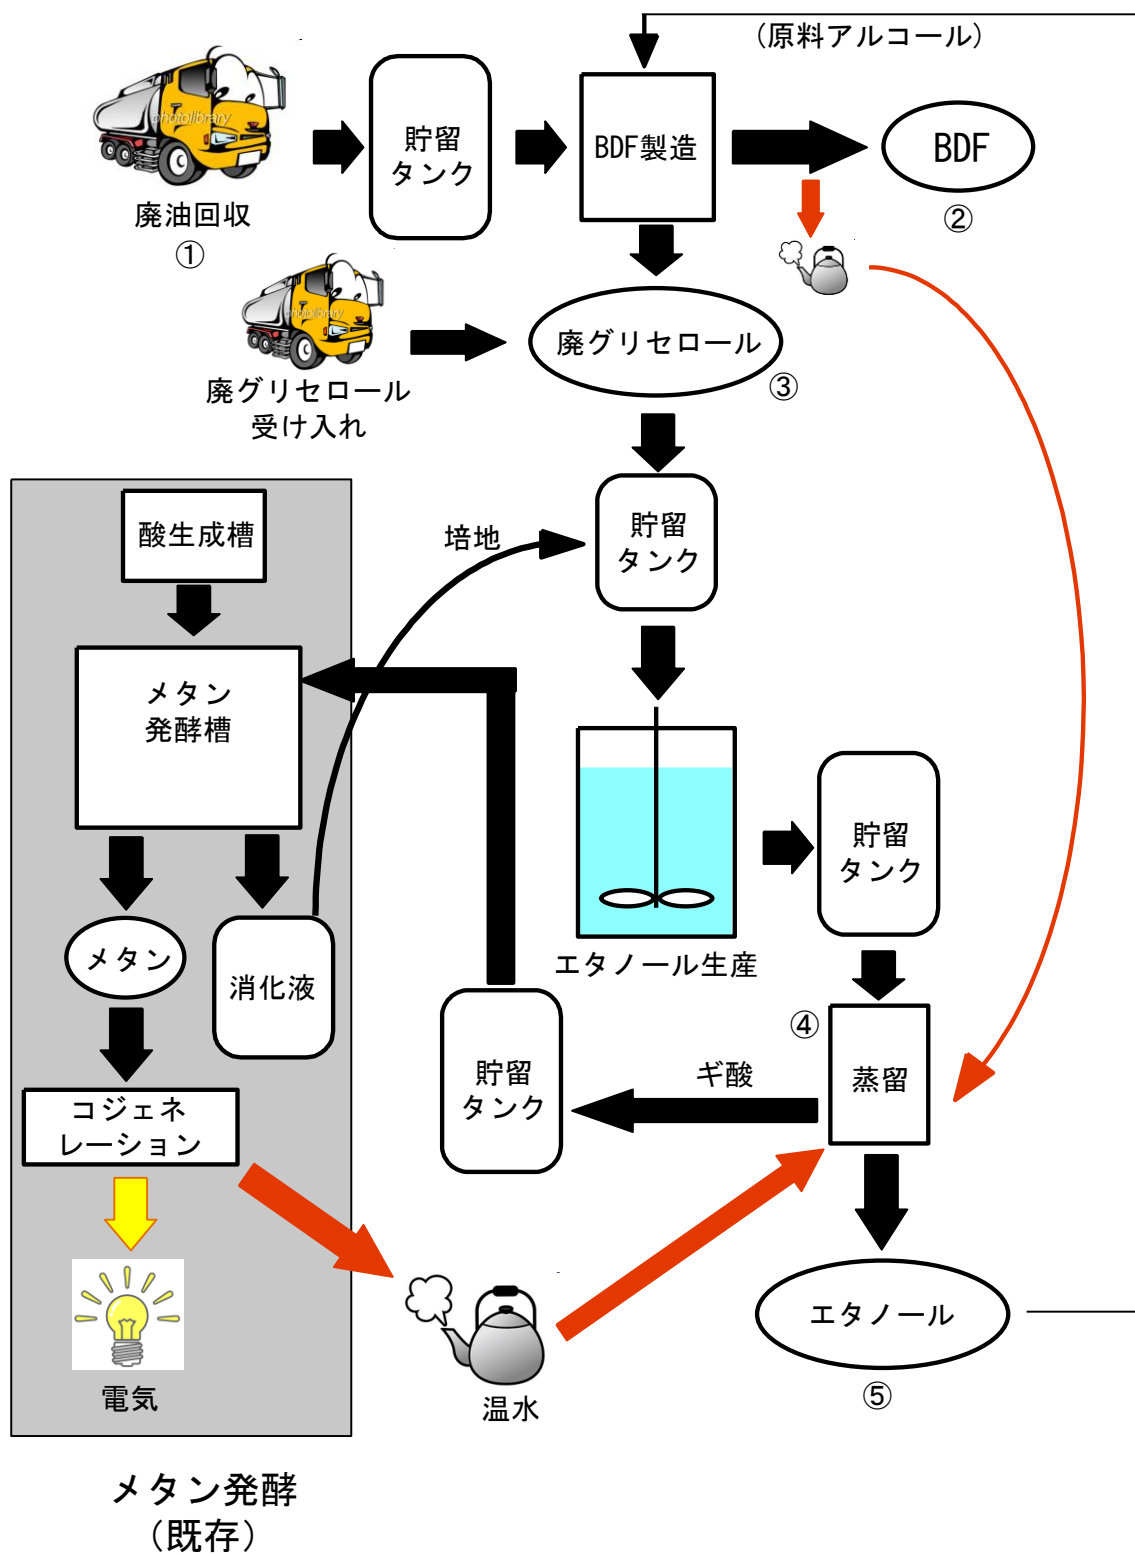 (原料アルコール)
photolibrary
貯留
タンク
BDF製造
BDF
廃油回収
①
②
photolibrary
廃グリセロール
③
廃グリセロール
受け入れ
酸生成槽
培地
貯留
タンク
メタン
発酵槽
貯留
タンク
メタン
消化液
エタノール生産
④
貯留
タンク
ギ酸
蒸留
コジェネ
レーション
エタノール
⑤
電気
温水
メタン発酵
(既存)